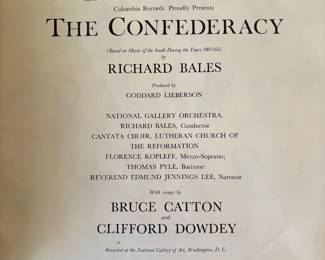 Columbia Records Proudly Presents
THE CONFEDERACY
(Based on Music of the South During the Years 1861-65)
by
RICHARD BALES
Produced by
GODDARD LIEBERSON
NATIONAL GALLERY ORCHESTRA,
RICHARD BALES, Conductor
CANTATA CHOIR, LUTHERAN CHURCH OF
THE REFORMATION
FLORENCE KOPLEFF, Mezzo-Soprano;
THOMAS PYLE, Baritone
REVEREND EDMUND JENNINGS LEE, Narrator
With essays by
BRUCE CATTON
and
CLIFFORD DOWDEY
Recorded at the National Gallery of Art, Washington, D. C.